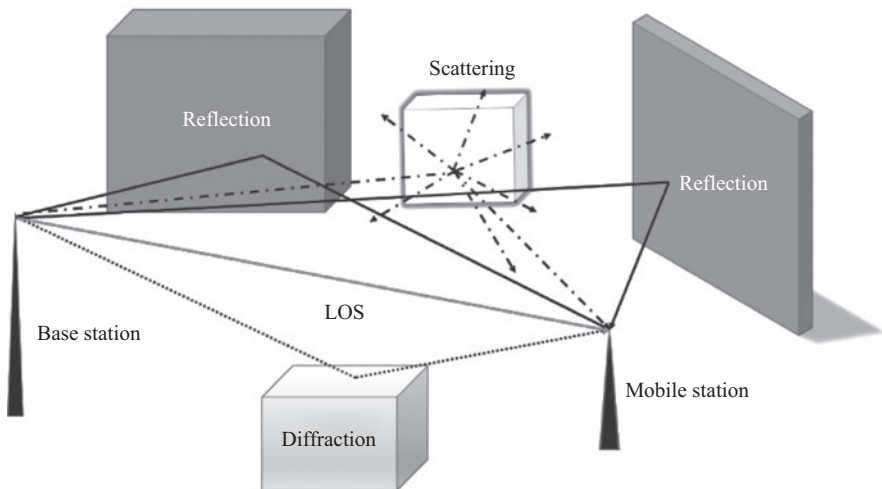 Scattering
Reflection
Reflection
LOS
Base station
Mobile station
Diffraction